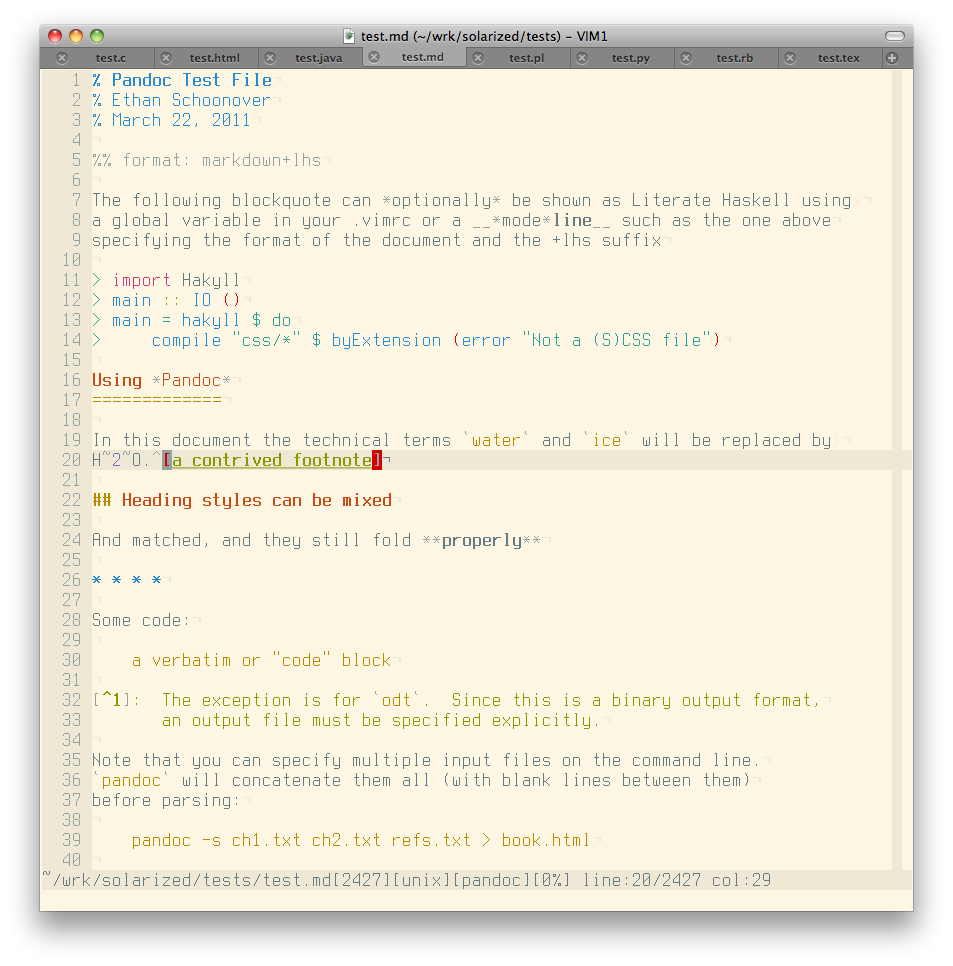 test.md (~/wrk/solarized/tests) – VIM1
test.c test.html test.java test.md test.pl test.py test.rb test.tex
1 % Pandoc Test File¬
2 % Ethan Schoonover¬
3 % March 22, 2011¬
4 ¬
5 %% format: markdown+lhs¬
6 ¬
7 The following blockquote can *optionally* be shown as Literate Haskell using ¬
8 a global variable in your .vimrc or a __*mode*line__ such as the one above¬
9 specifying the format of the document and the +lhs suffix¬
10 ¬
11 > import Hakyll¬
12 > main :: IO ()¬
13 > main = hakyll $ do¬
14 >     compile "css/*" $ byExtension (error "Not a (S)CSS file")¬
15 ¬
16 Using *Pandoc*¬
17 =============¬
18 ¬
19 In this document the technical terms `water` and `ice` will be replaced by¬
20 H~2~O.^[a contrived footnote]¬
21 ¬
22 ## Heading styles can be mixed¬
23 ¬
24 And matched, and they still fold **properly**¬
25 ¬
26 * * * *¬
27 ¬
28 Some code:¬
29 ¬
30     a verbatim or "code" block¬
31 ¬
32 [^1]:  The exception is for `odt`.  Since this is a binary output format,¬
33        an output file must be specified explicitly.¬
34 ¬
35 Note that you can specify multiple input files on the command line.¬
36 `pandoc` will concatenate them all (with blank lines between them)¬
37 before parsing:¬
38 ¬
39     pandoc -s ch1.txt ch2.txt refs.txt > book.html¬
40 ¬
~/wrk/solarized/tests/test.md[2427][unix][pandoc][0%] line:20/2427 col:29